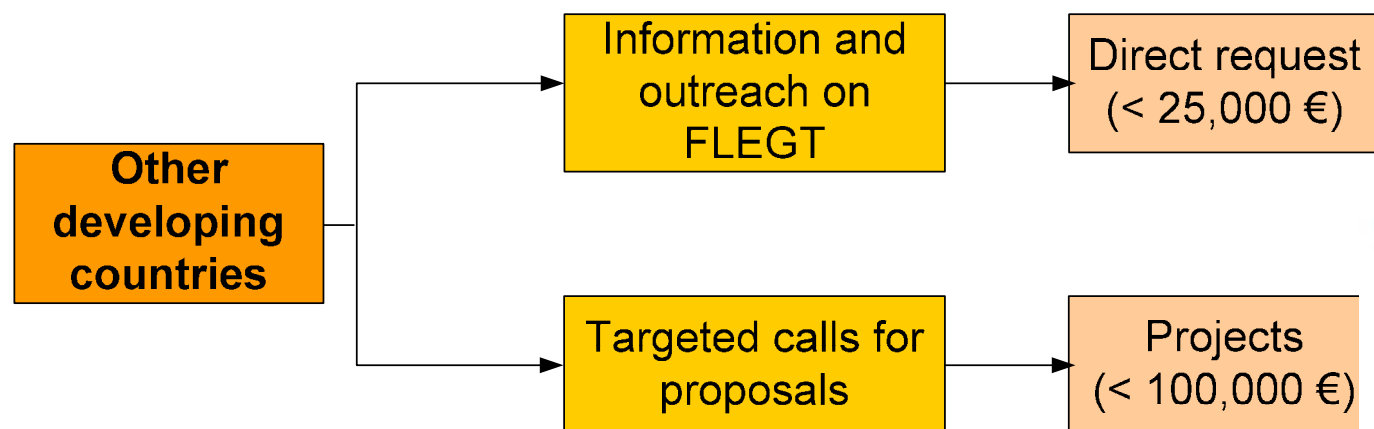 Other
developing
countries
Information and
outreach on
FLEGT
Direct request
(< 25,000 €)
Targeted calls for
proposals
Projects
(< 100,000 €)